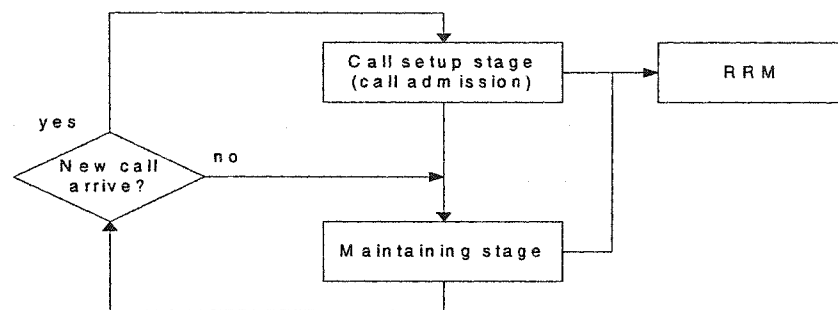 Call setup stage
(call admission)
RRM
yes
no
New call
arrive?
Maintaining stage